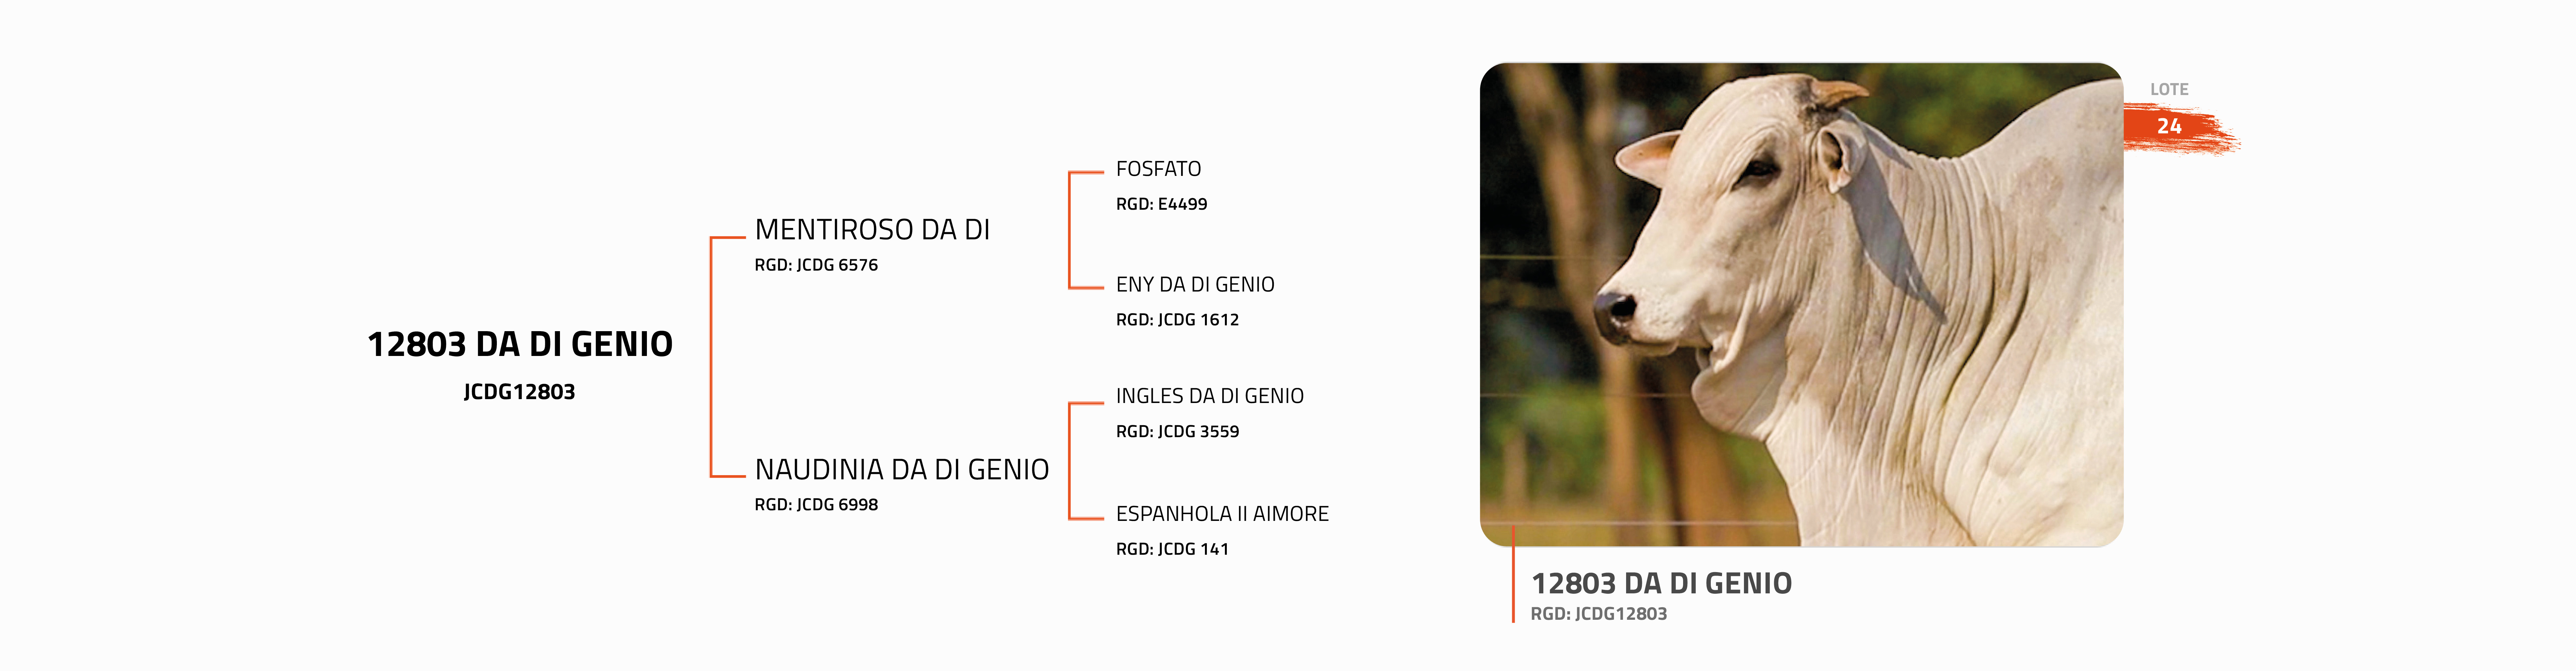 12803 DA DI GENIO
JCDG12803
MENTIROSO DA DI
RGD: JCDG 6576
NAUDINIA DA DI GENIO
RGD: JCDG 6998
FOSFATO
RGD: E4499
ENY DA DI GENIO
RGD: JCDG 1612
INGLES DA DI GENIO
RGD: JCDG 3559
ESPANHOLA II AIMORE
RGD: JCDG 141
LOTE
24
12803 DA DI GENIO
RGD: JCDG12803